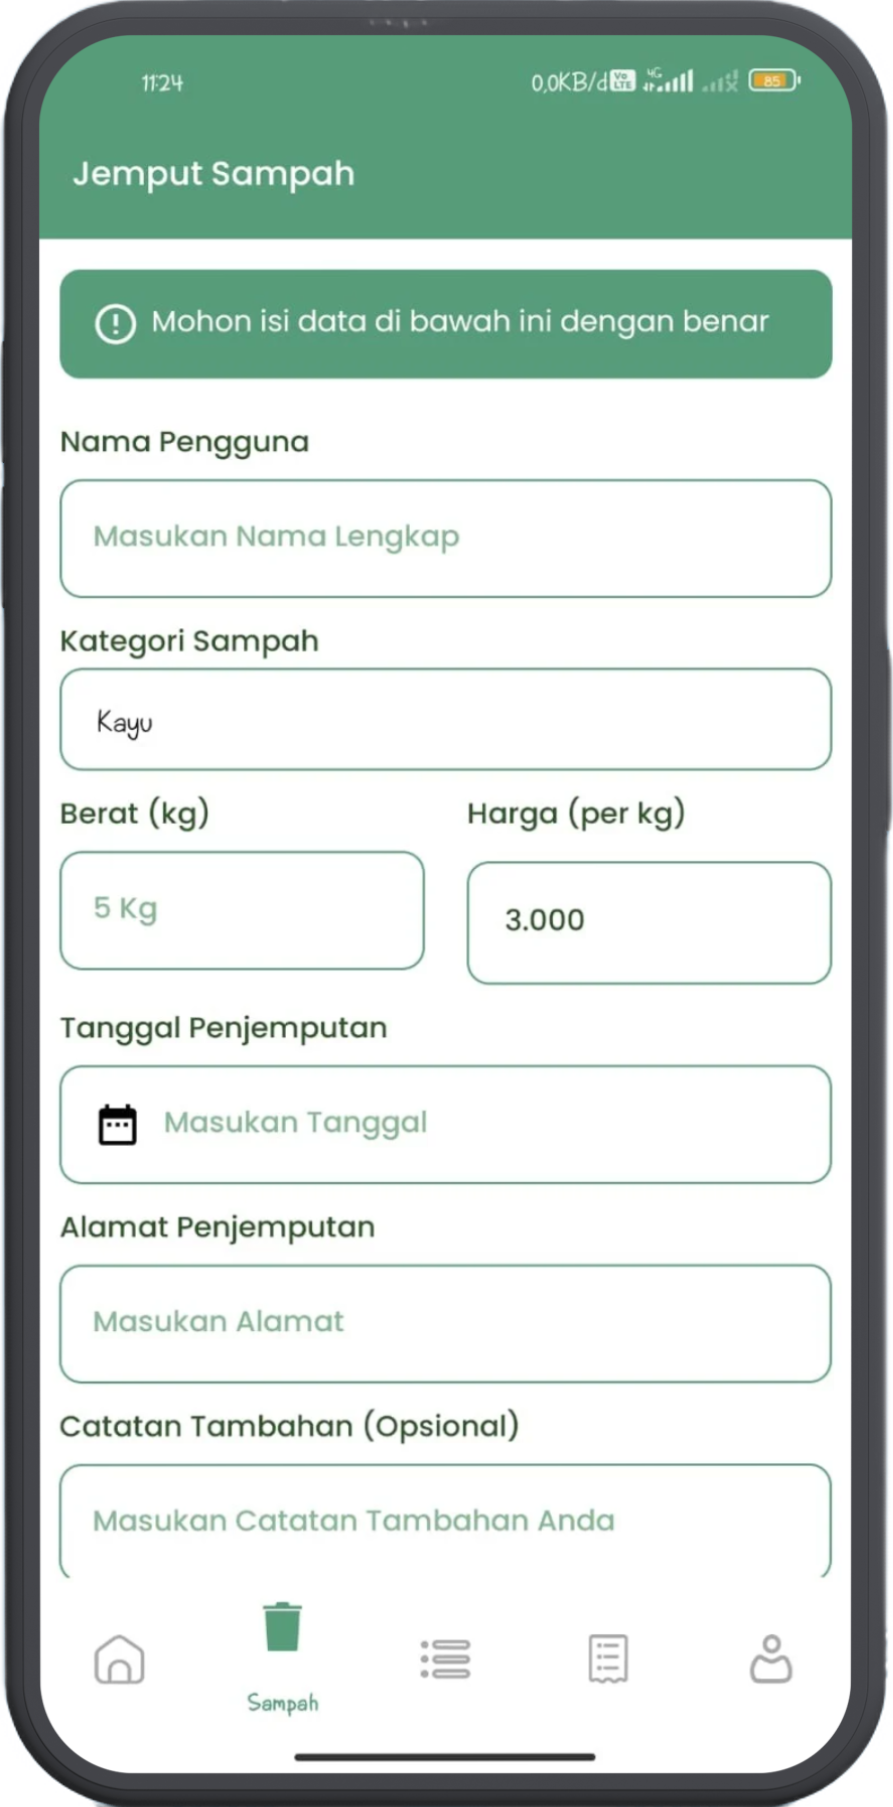 11:24 0,0KB/d Vo LTE 4G 85
Jemput Sampah
Mohon isi data di bawah ini dengan benar
Nama Pengguna
Masukan Nama Lengkap
Kategori Sampah
Kayu
Berat (kg) Harga (per kg)
5 Kg 3.000
Tanggal Penjemputan
Masukan Tanggal
Alamat Penjemputan
Masukan Alamat
Catatan Tambahan (Opsional)
Masukan Catatan Tambahan Anda
Sampah